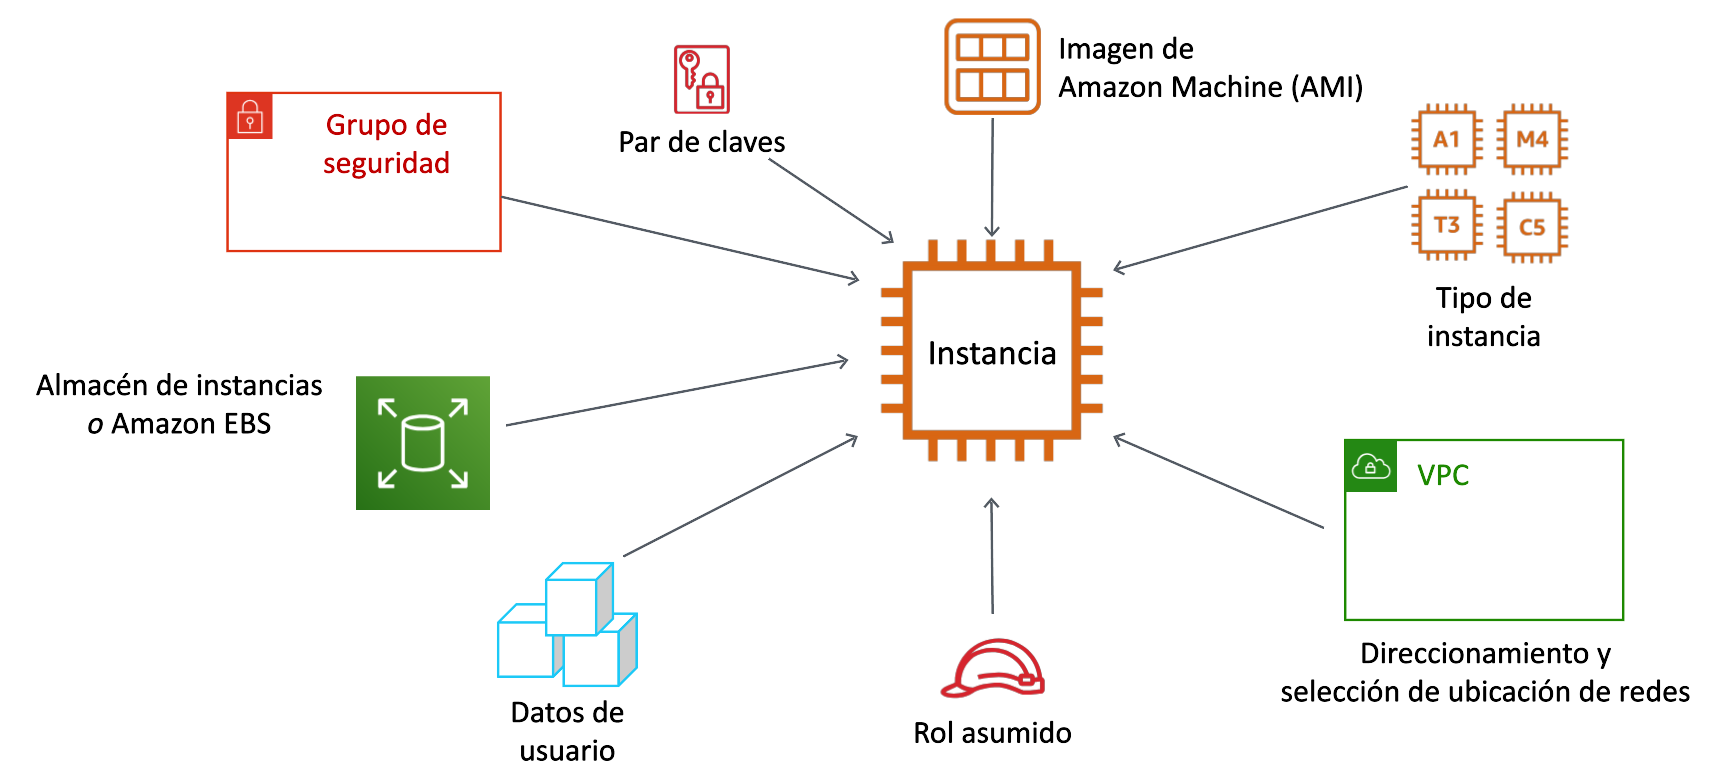 Imagen de
Amazon Machine (AMI)
Par de claves
Grupo de
seguridad
A1
M4
T3
C5
Tipo de
instancia
Instancia
Almacén de instancias
o Amazon EBS
VPC
Direccionamiento y
selección de ubicación de redes
Datos de
usuario
Rol asumido